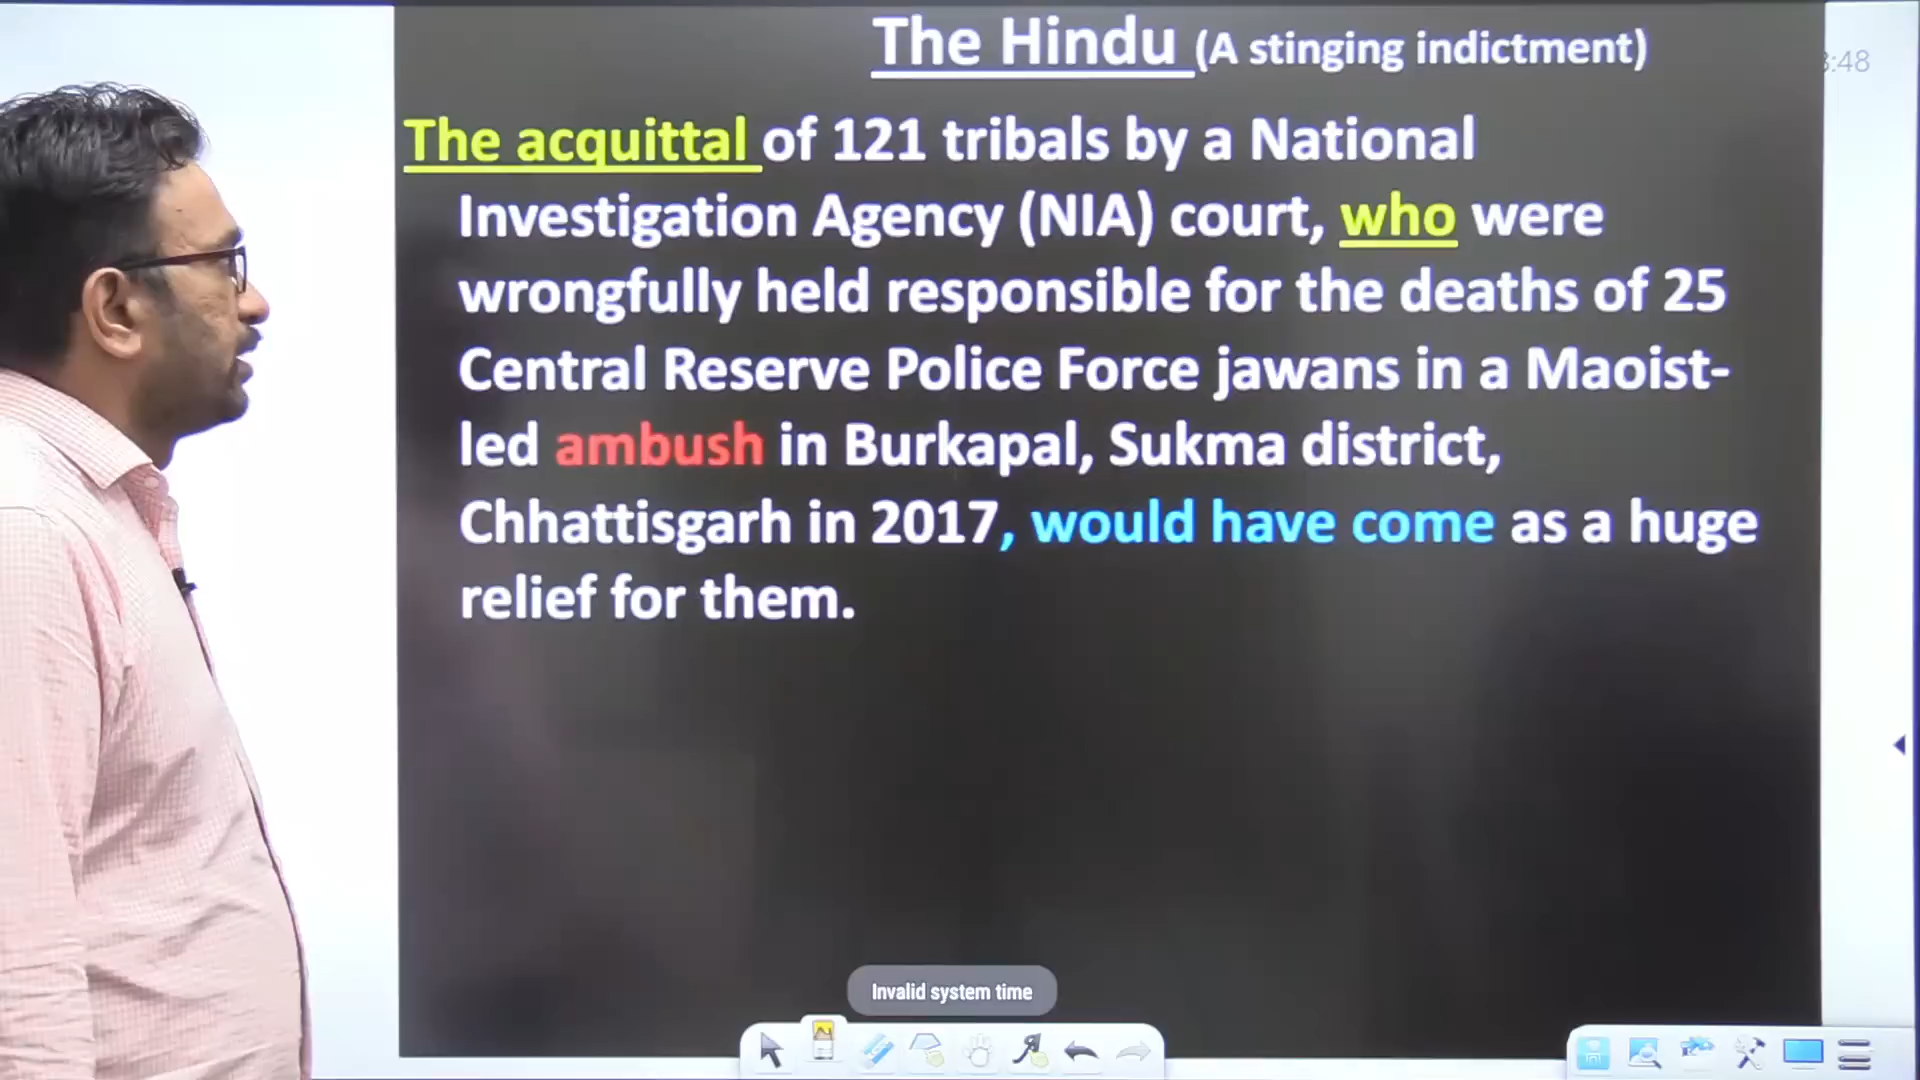 The Hindu (A stinging indictment)
:48
The acquittal of 121 tribals by a National
Investigation Agency (NIA) court, who were
wrongfully held responsible for the deaths of 25
Central Reserve Police Force jawans in a Maoist-
led ambush in Burkapal, Sukma district,
Chhattisgarh in 2017, would have come as a huge
relief for them.
Invalid system time